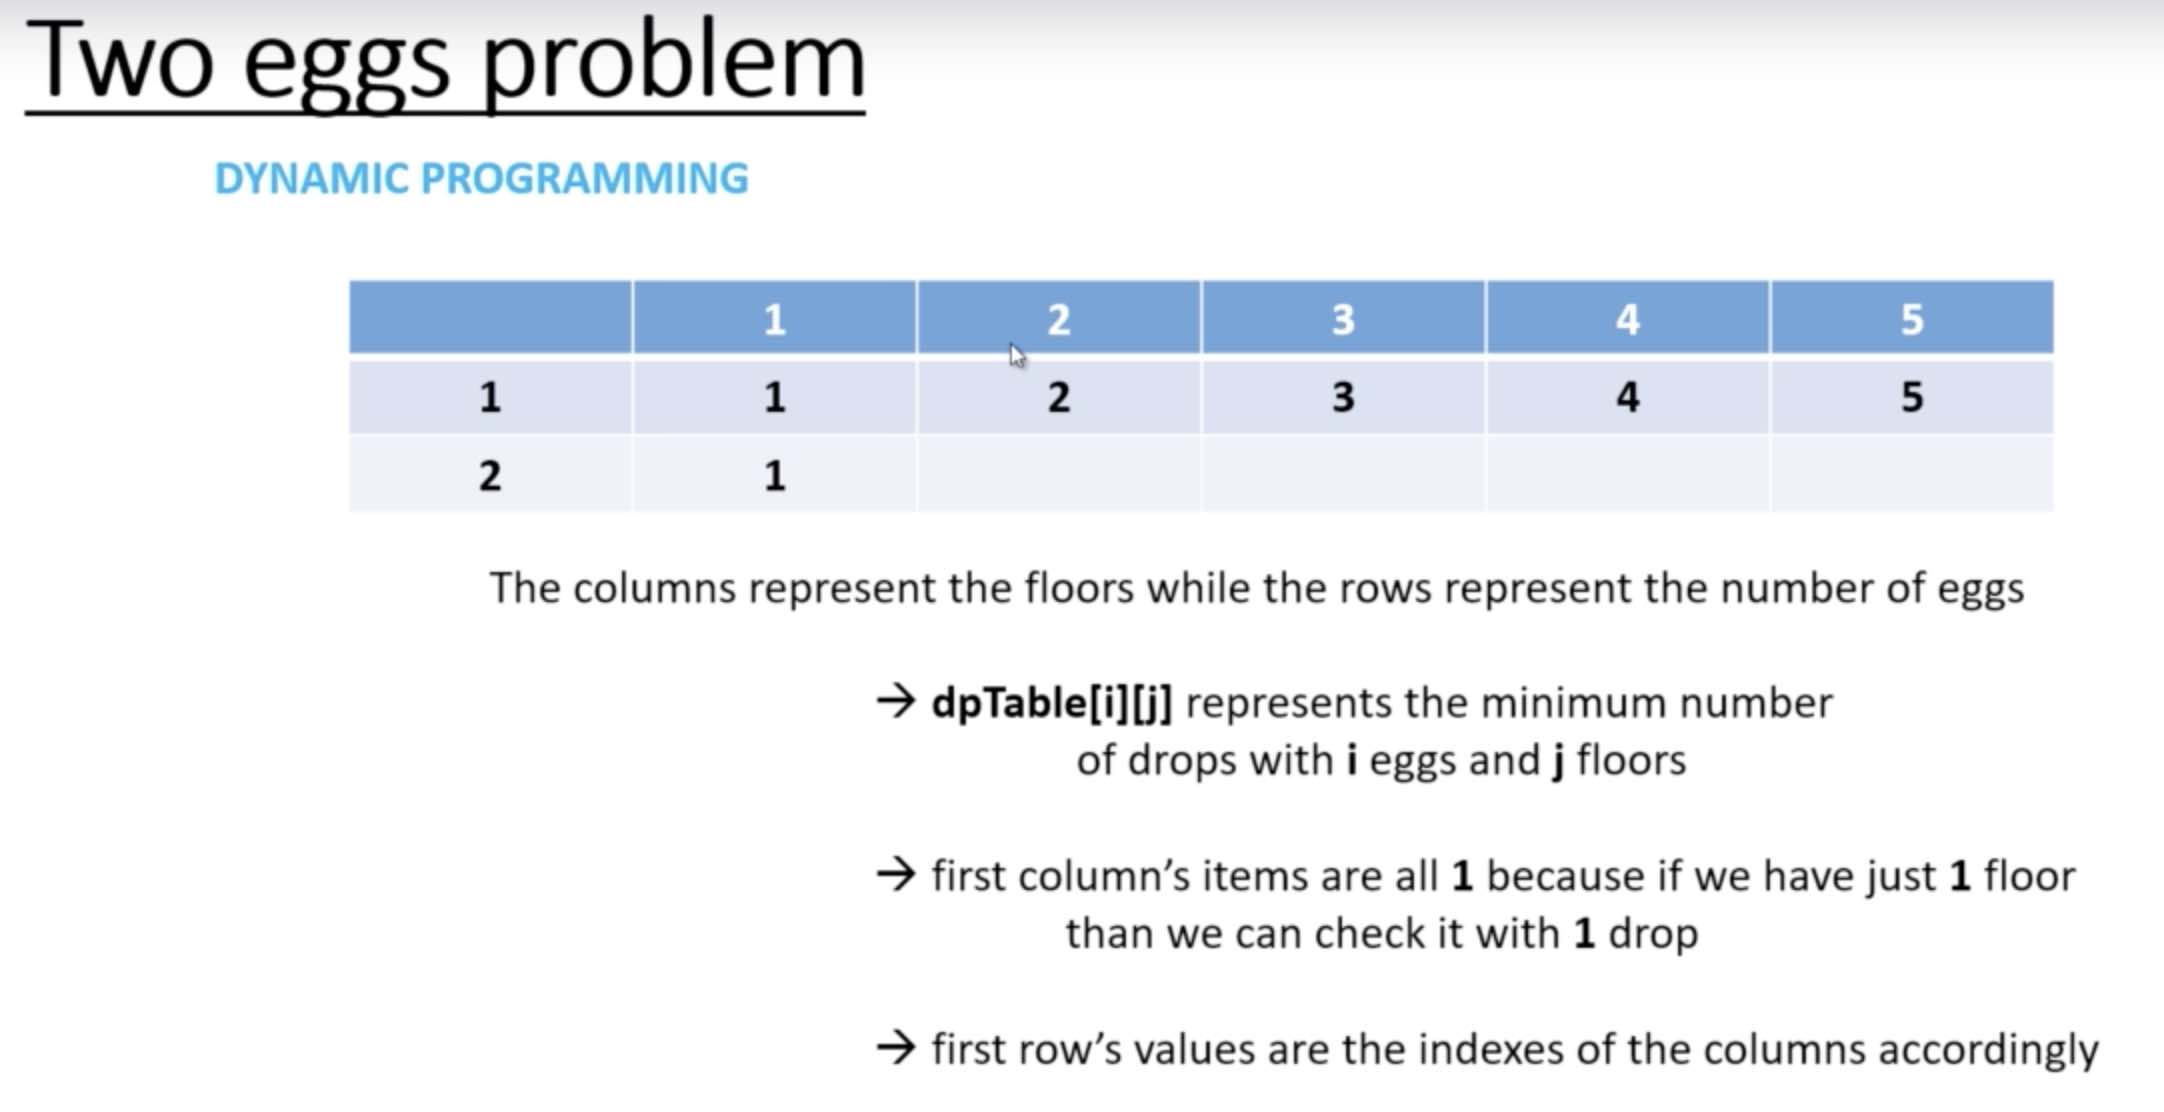 Two eggs problem
DYNAMIC PROGRAMMING
1 2 3 4 5
1 1 2 3 4 5
2 1
The columns represent the floors while the rows represent the number of eggs
→ dpTable[i][j] represents the minimum number
of drops with i eggs and j floors
→ first column’s items are all 1 because if we have just 1 floor
than we can check it with 1 drop
→ first row’s values are the indexes of the columns accordingly